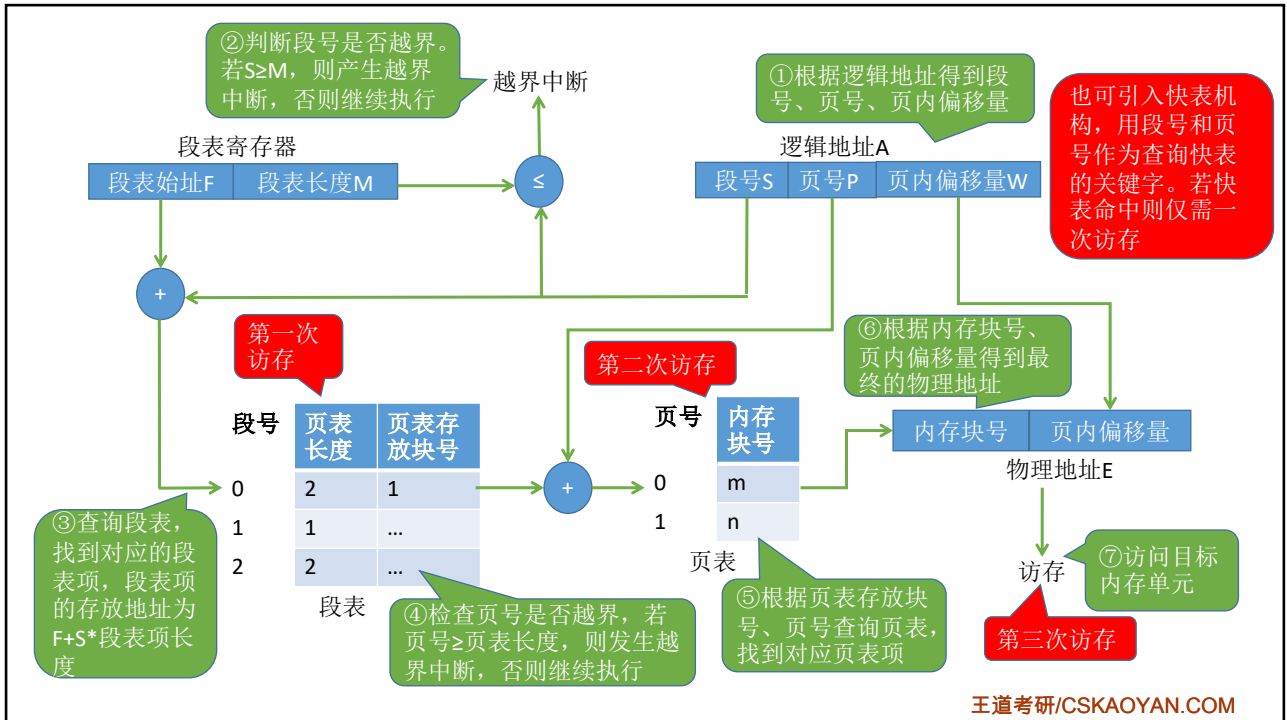 ②判断段号是否越界。
若S≥M，则产生越界
中断，否则继续执行
越界中断
①根据逻辑地址得到段
号、页号、页内偏移量
也可引入快表机
构，用段号和页
号作为查询快表
的关键字。若快
表命中则仅需一
次访存
段表寄存器
段表始址F 段表长度M
≤
逻辑地址A
段号S 页号P 页内偏移量W
+
第一次
访存
第二次访存
⑥根据内存块号、
页内偏移量得到最
终的物理地址
段号 页表长度 页表存放块号
0 2 1
1 1 ...
2 2 ...
段表
+
页号 内存块号
0 m
1 n
页表
内存块号 页内偏移量
物理地址E
③查询段表，
找到对应的段
表项，段表项
的存放地址为
F+S*段表项长
度
④检查页号是否越界，若
页号≥页表长度，则发生越
界中断，否则继续执行
⑤根据页表存放块
号、页号查询页表，
找到对应页表项
访存
⑦访问目标
内存单元
第三次访存
王道考研/CSKAOYAN.COM